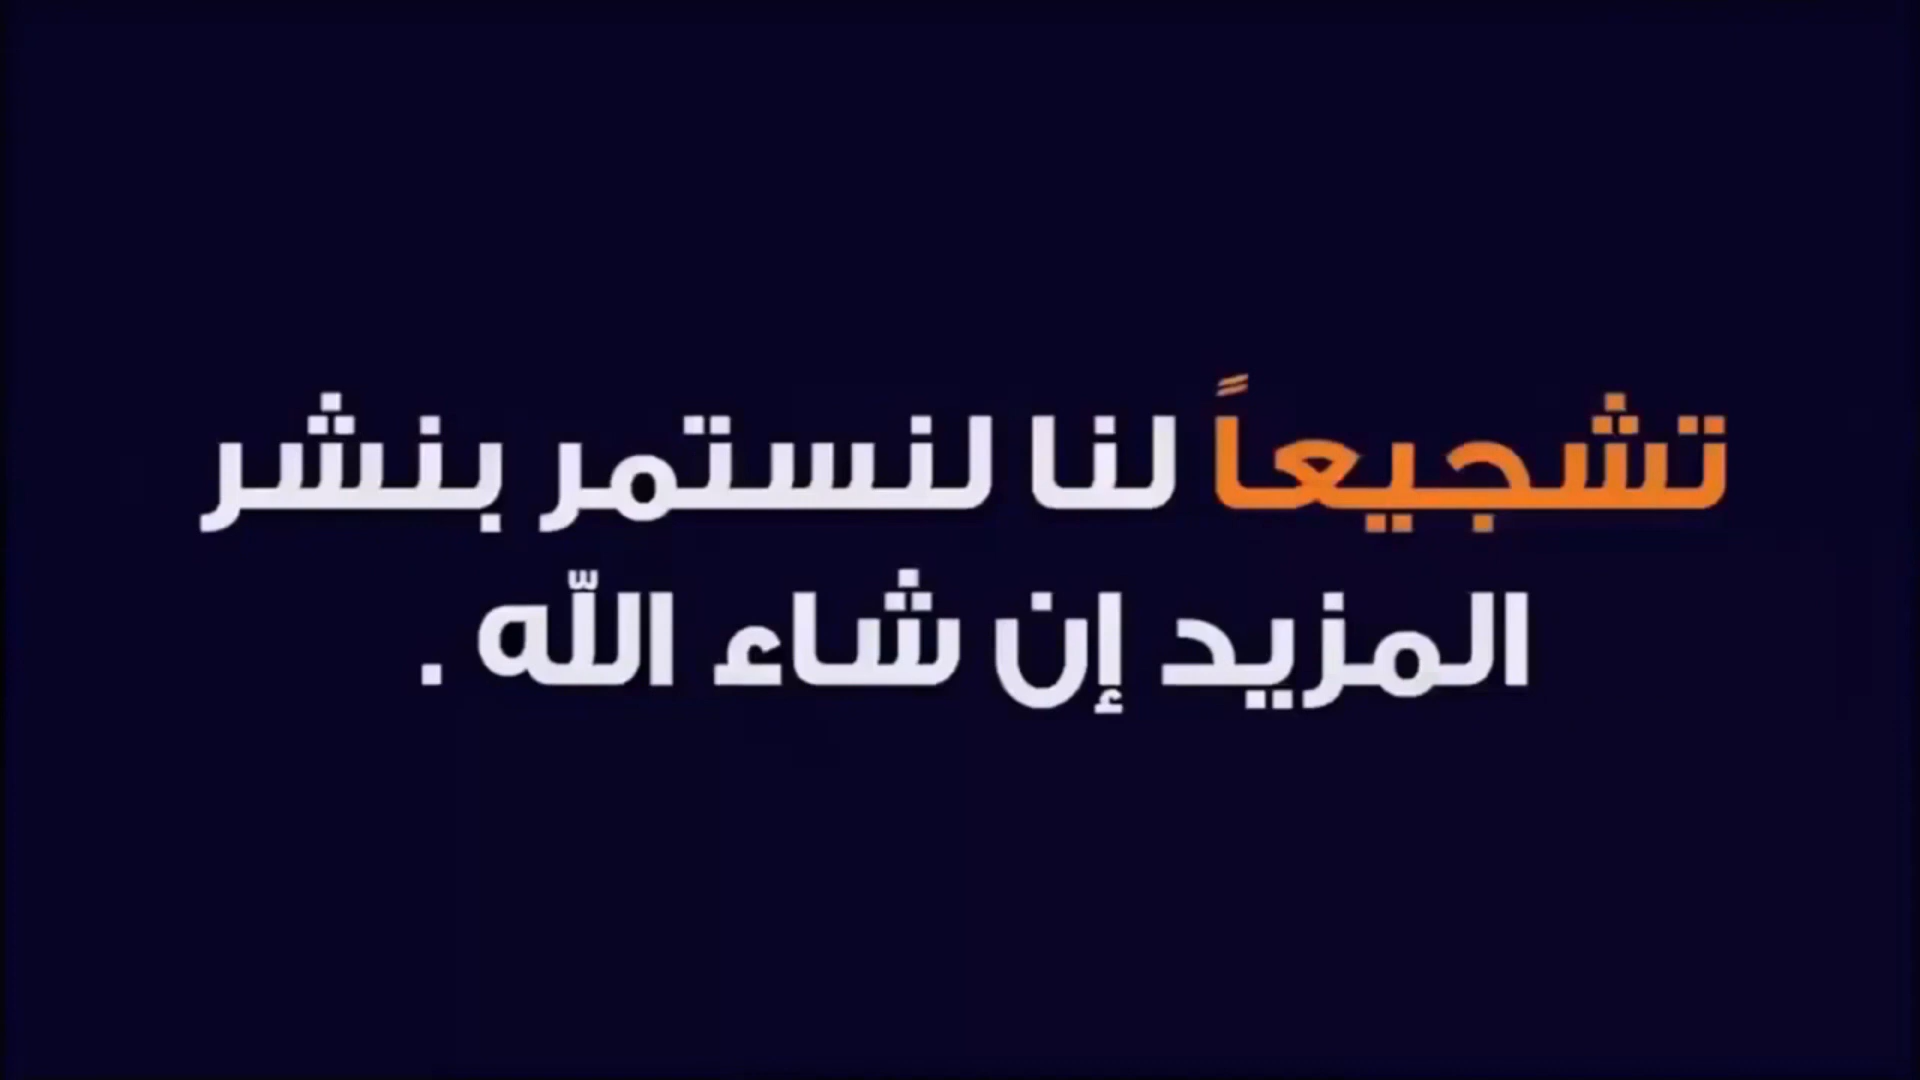 تشجيعاً لنا لنستمر بنشر
المزيد إن شاء اللّه .